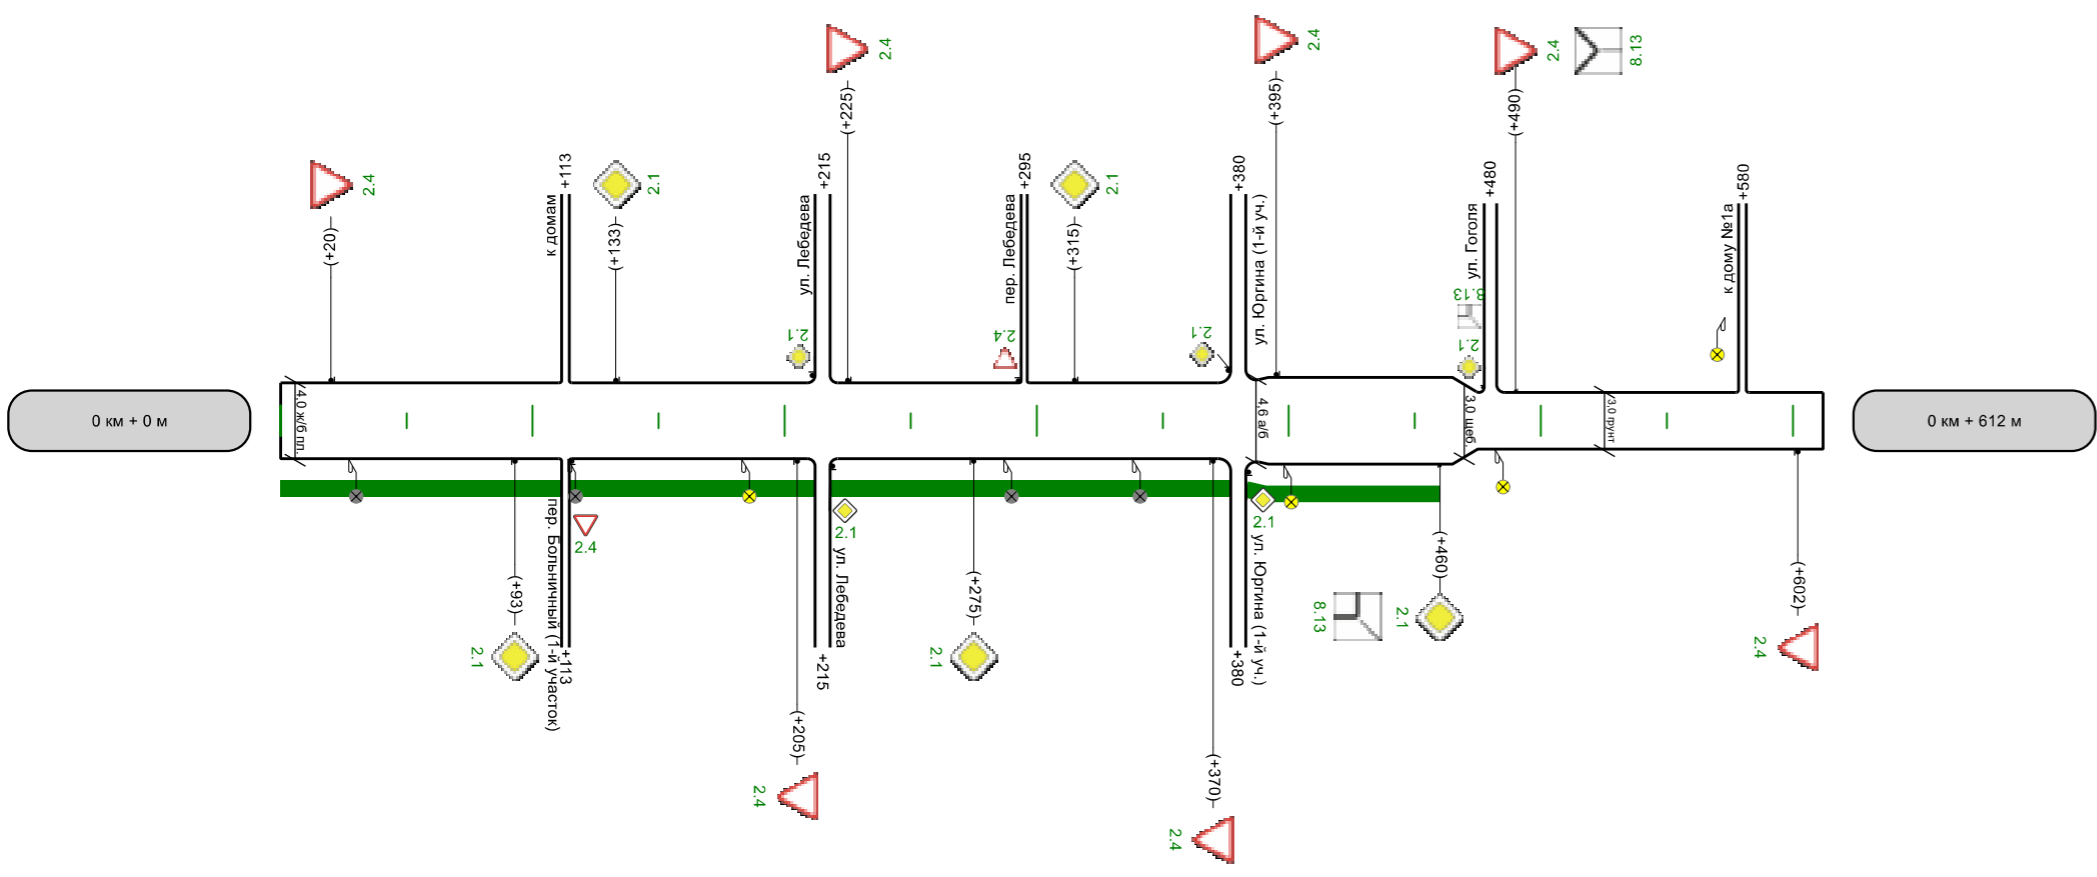 2.4
2.4
2.4
2.4
8.13
(+225)
(+395)
(+490)
2.4
(+20)
+113
к домам
2.1
(+133)
+215
ул. Лебедева
2.1
+295
пер. Лебедева
2.4
2.1
(+315)
+380
ул. Юргина (1-й уч.)
2.1
+480
ул. Гоголя
8.13
2.1
+580
к дому №1а
0 км + 0 м
4,0 ж/б пл.
4,6 а/б
3,0 щеб.
3,0 грунт
0 км + 612 м
(+93)
2.1
пер. Больничный (1-й участок)
+113
2.4
(+205)
2.4
2.1
ул. Лебедева
+215
(+275)
2.1
(+370)
2.4
2.1
ул. Юргина (1-й уч.)
+380
8.13
2.1
(+460)
(+602)
2.4